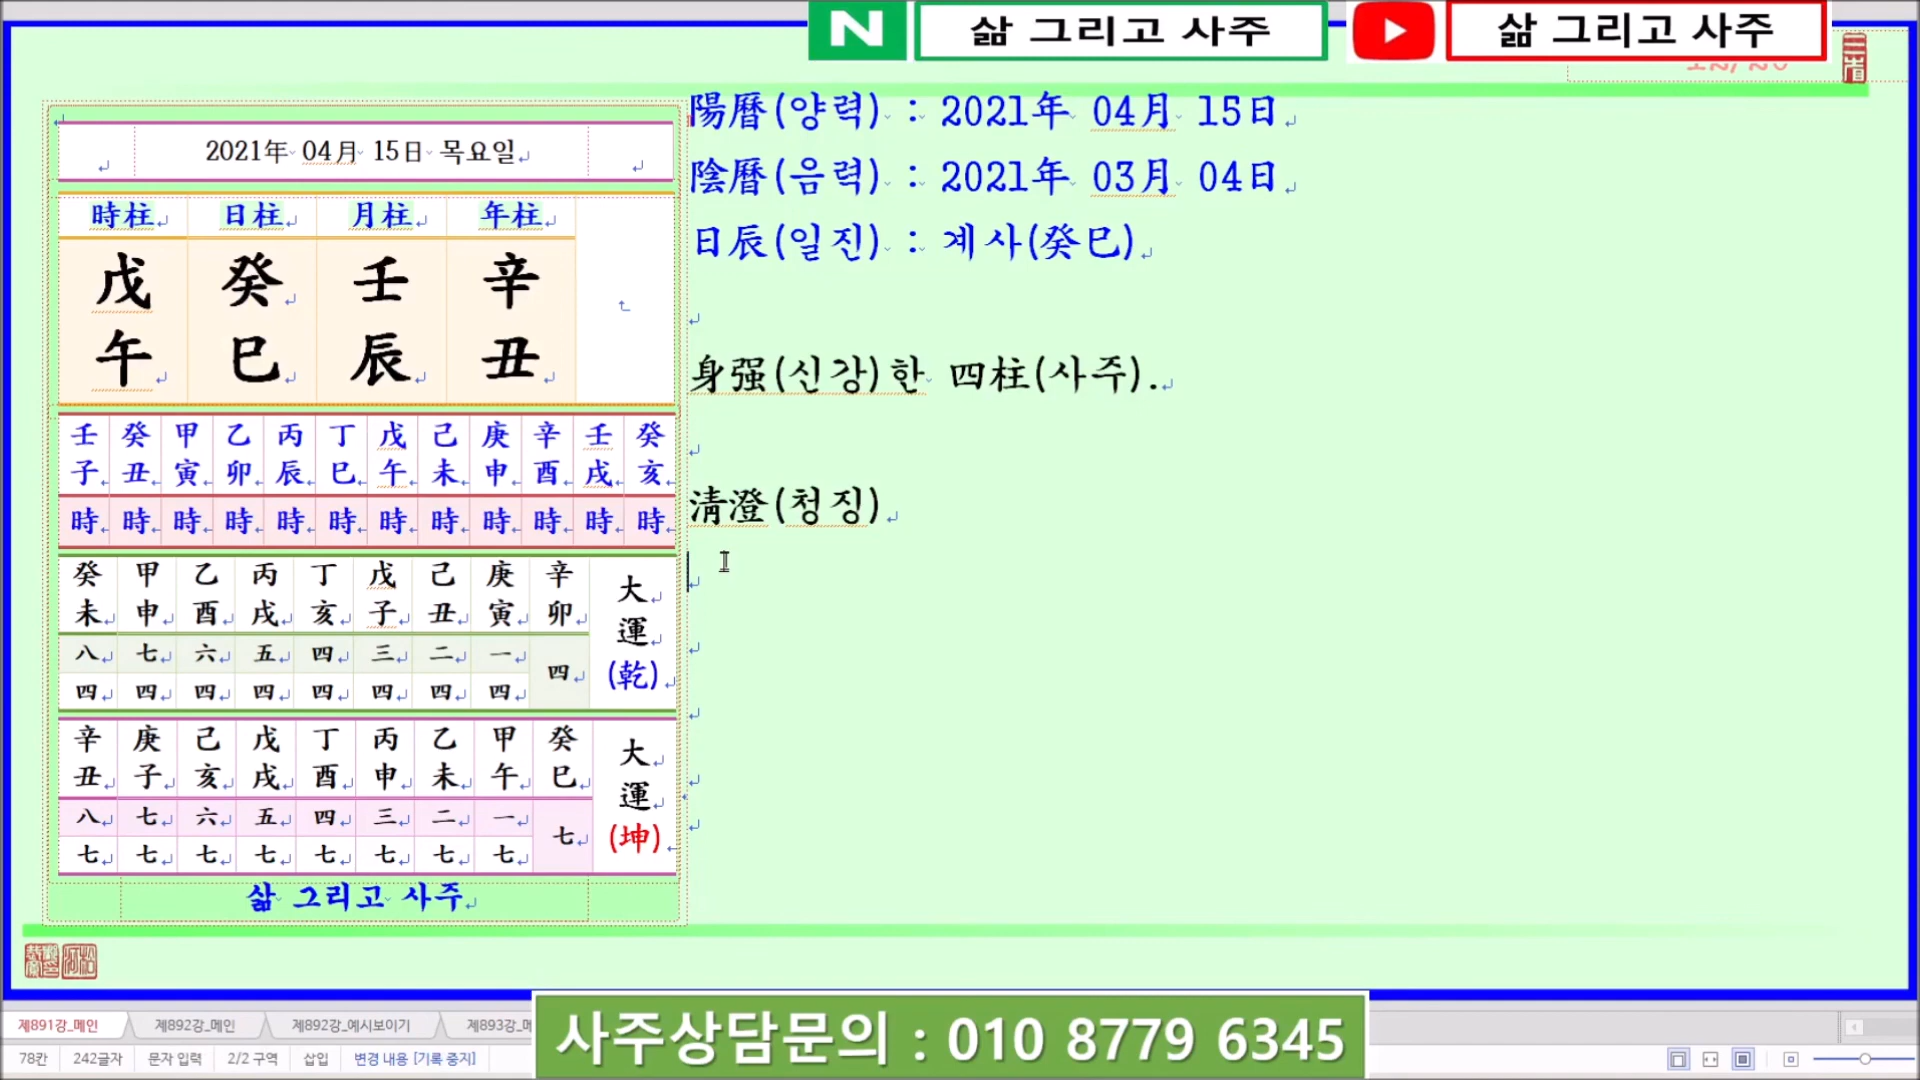 N 삶 그리고 사주 삶 그리고 사주
2021年 04月 15日 목요일
時柱 日柱 月柱 年柱
戊 癸 壬 辛
午 巳 辰 丑
壬 癸 甲 乙 丙 丁 戊 己 庚 辛 壬 癸
子 丑 寅 卯 辰 巳 午 未 申 酉 戌 亥
時 時 時 時 時 時 時 時 時 時 時 時
癸 甲 乙 丙 丁 戊 己 庚 辛
未 申 酉 戌 亥 子 丑 寅 卯
八 七 六 五 四 三 二 一 四
四 四 四 四 四 四 四 四
大
運
(乾)
辛 庚 己 戊 丁 丙 乙 甲 癸
丑 子 亥 戌 酉 申 未 午 巳
八 七 六 五 四 三 二 一 七
七 七 七 七 七 七 七 七
大
運
(坤)
삶 그리고 사주
陽曆(양력) : 2021年 04月 15日
陰曆(음력) : 2021年 03月 04日
日辰(일진) : 계사(癸巳)
身强(신강)한 四柱(사주).
淸澄(청징)
제891강_메인 제892강_메인 제892강_예시보이기 제893강_메
78칸 242글자 문자 입력 2/2 구역 삽입 변경 내용 [기록 중지]
사주상담문의 : 010 8779 6345